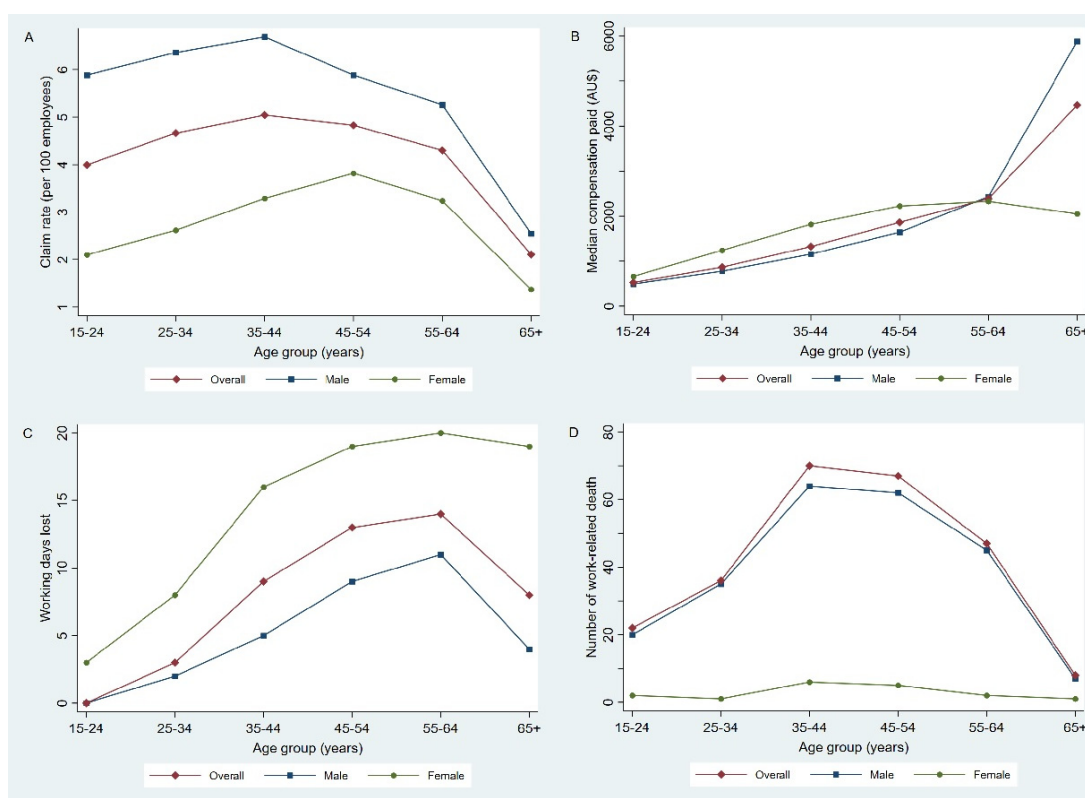 A
Claim rate (per 100 employees)
6
5
4
3
2
1
15-24 25-34 35-44 45-54 55-64 65+
Age group (years)
Overall Male Female
B
Median compensation paid (AU$)
6000
4000
2000
0
15-24 25-34 35-44 45-54 55-64 65+
Age group (years)
Overall Male Female
C
Working days lost
20
15
10
5
0
15-24 25-34 35-44 45-54 55-64 65+
Age group (years)
Overall Male Female
D
Number of work-related death
80
60
40
20
0
15-24 25-34 35-44 45-54 55-64 65+
Age group (years)
Overall Male Female